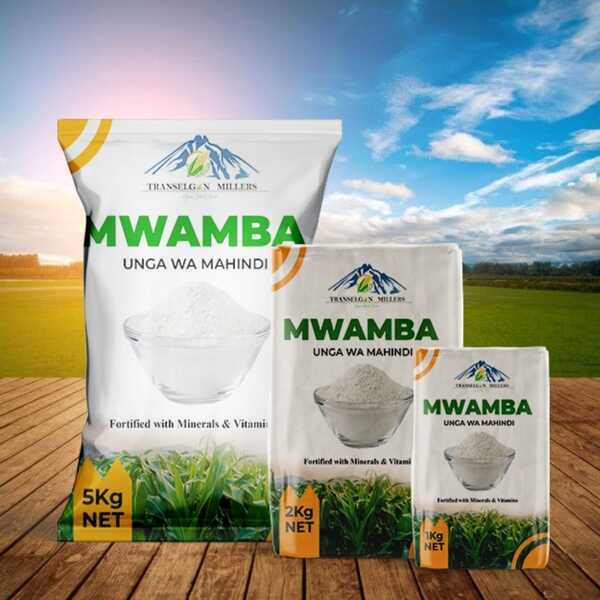 TRANSELGON MILLERS
MWAMBA
UNGA WA MAHINDI
Fortified with Minerals & Vitamin
5Kg
NET
TRANSELGON MILLERS
MWAMBA
UNGA WA MAHINDI
Fortified with Minerals & Vitamins
2Kg
NET
TRANSELGON MILLERS
MWAMBA
UNGA WA MAHINDI
Fortified with Minerals & Vitamins
1Kg
NET